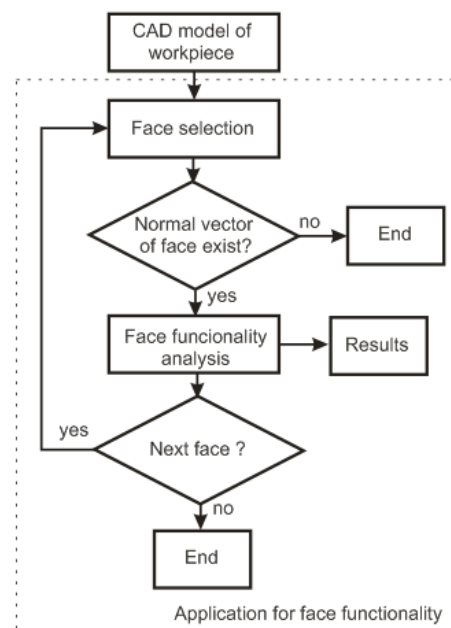 CAD model of
workpiece
Face selection
Normal vector
of face exist?
no
End
yes
Face funcionality
analysis
Results
yes
Next face ?
no
End
Application for face functionality